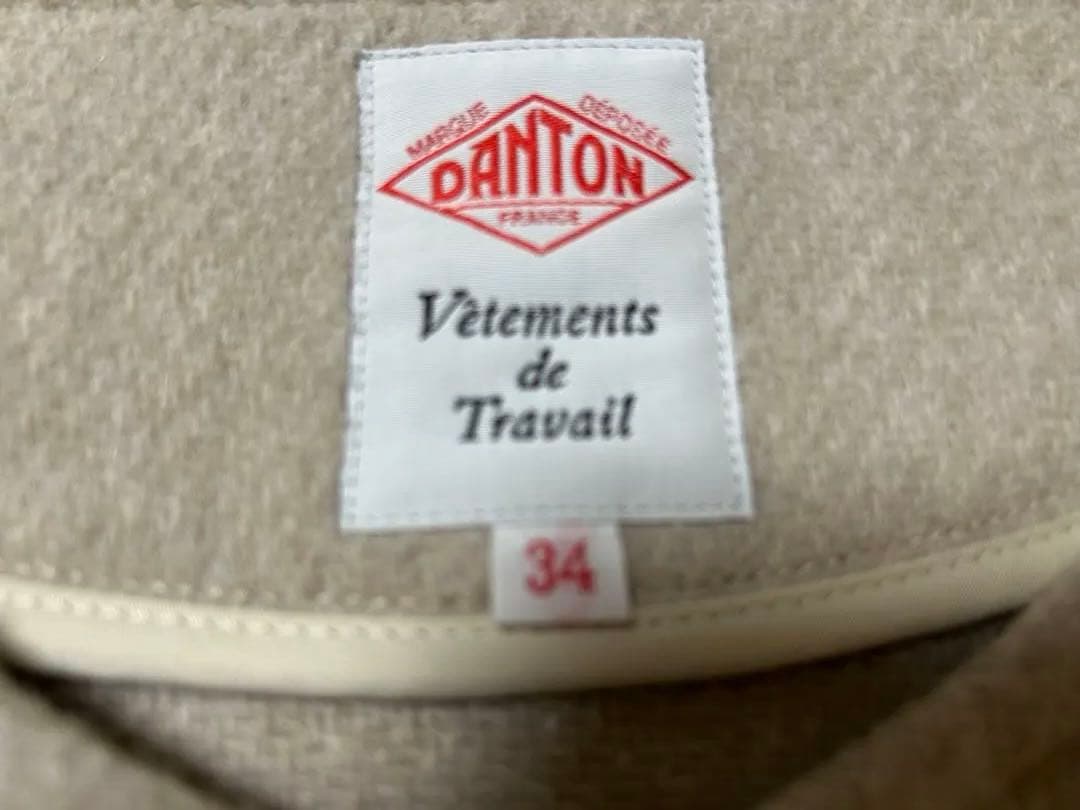 MARQUE DÉPOSÉE
DANTON
FRANCE
Vêtements
de
Travail
34